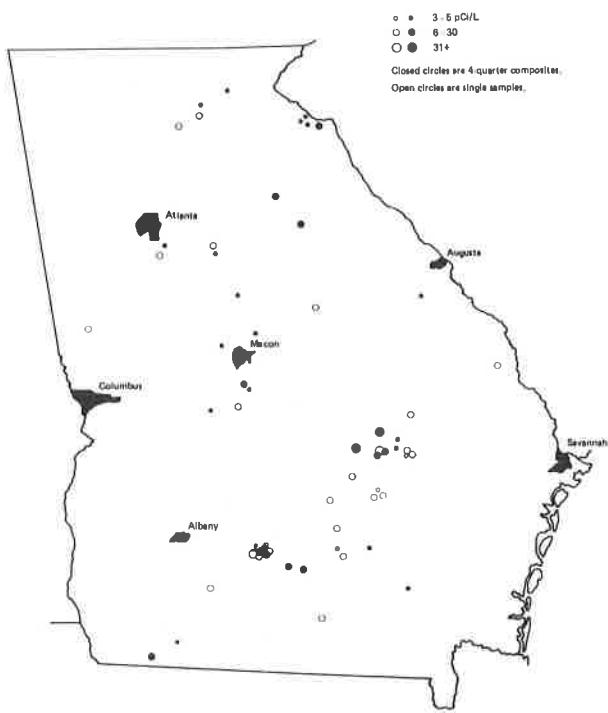 3 - 5 pCi/L
6 - 30
31+
Closed circles are 4-quarter composites.
Open circles are single samples.
Atlanta
Augusta
Macon
Columbus
Savannah
Albany